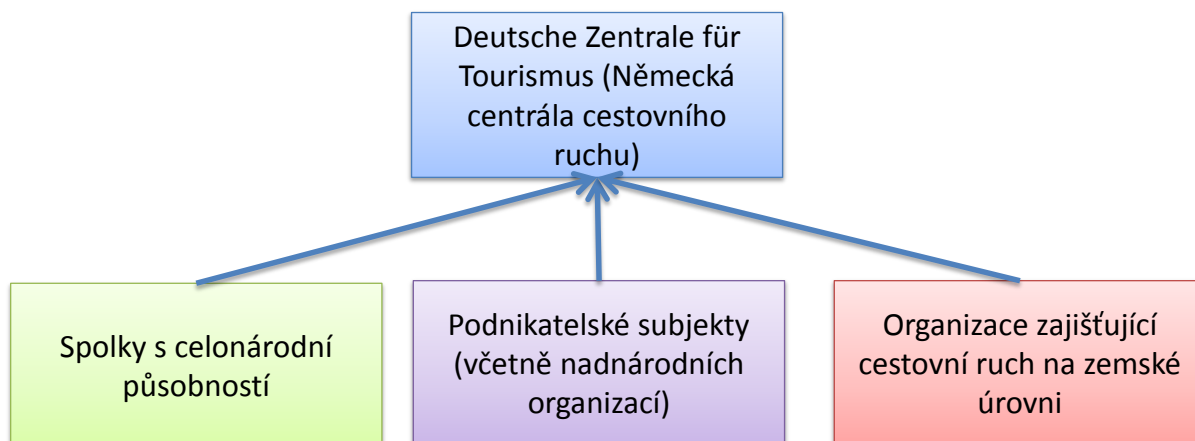 Deutsche Zentrale für
Tourismus (Německá
centrála cestovního
ruchu)
Spolky s celonárodní
působností
Podnikatelské subjekty
(včetně nadnárodních
organizací)
Organizace zajišťující
cestovní ruch na zemské
úrovni